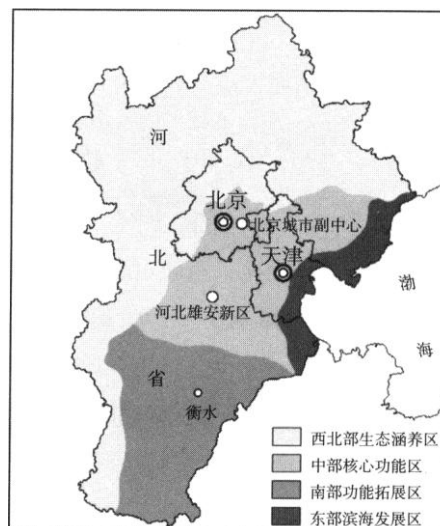 河
北京
北京城市副中心
天津
北
渤
河北雄安新区
海
省
衡水
西北部生态涵养区
中部核心功能区
南部功能拓展区
东部滨海发展区